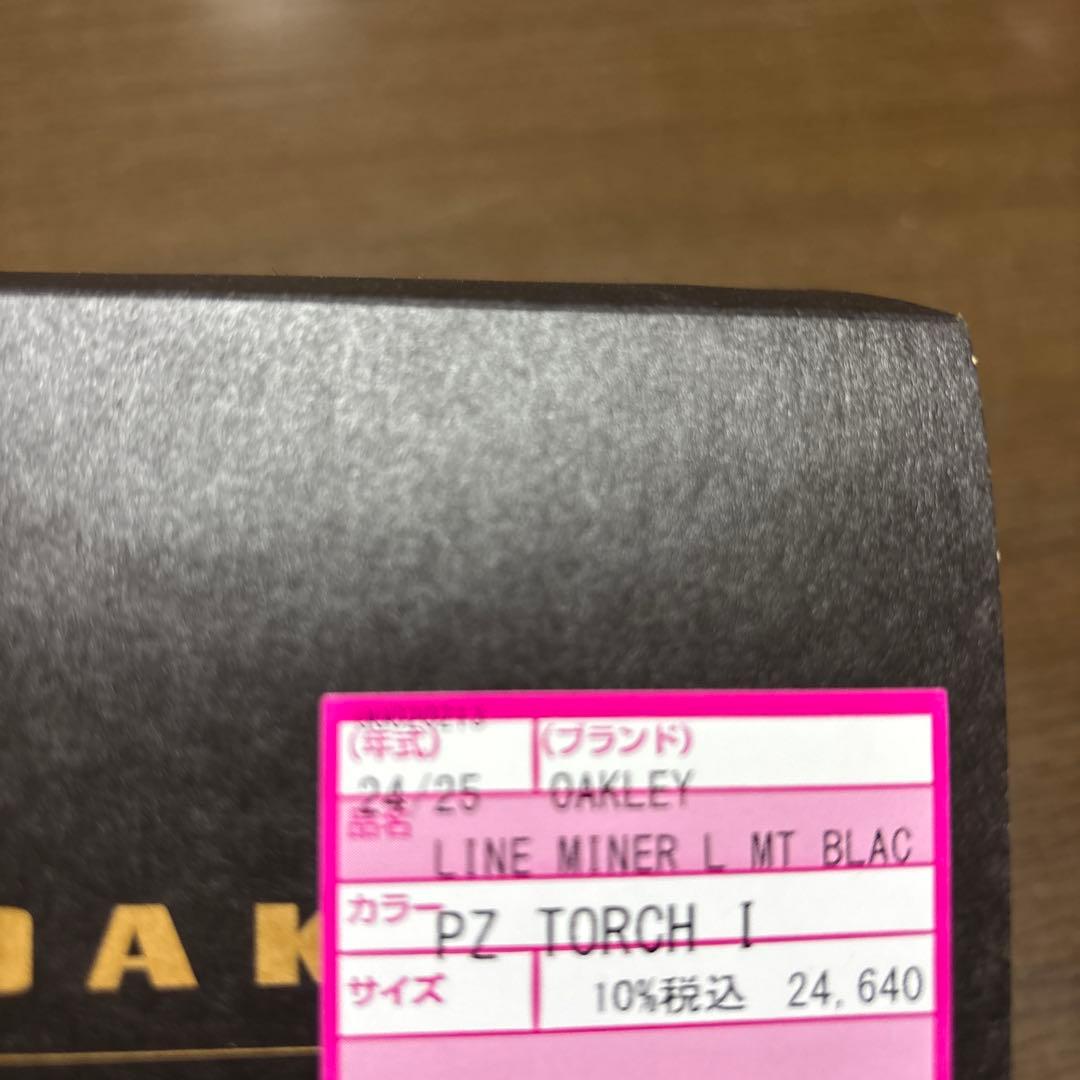 (年式) (ブランド)
24/25 OAKLEY
品名
LINE MINER L MT BLAC
カラー PZ TORCH I
サイズ 10%税込 24,640
OAK